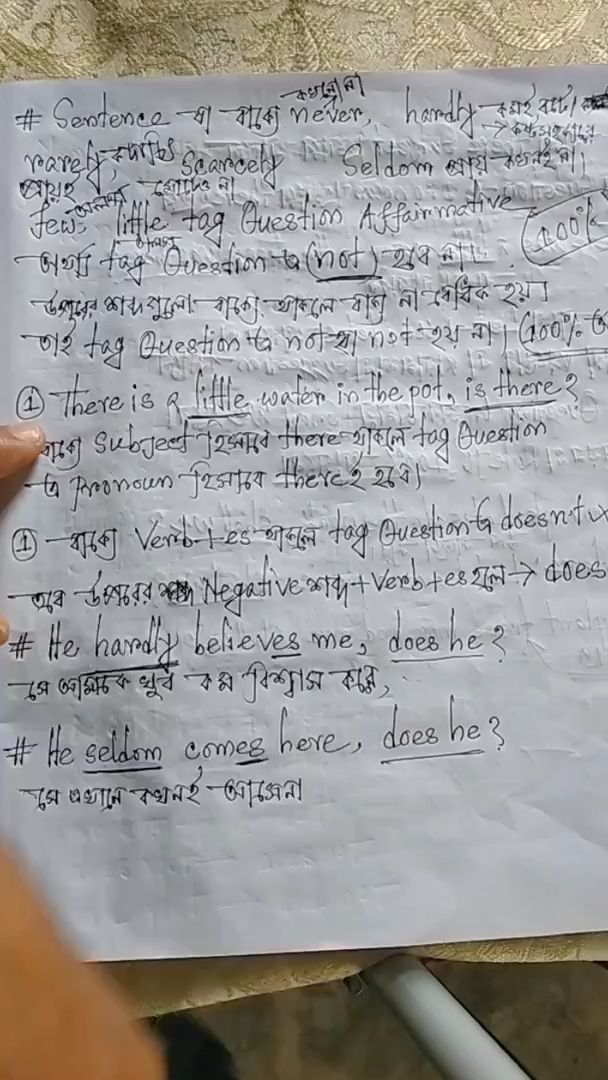 কখনো না
# Sentence বা বাক্যে never, hardly
rarely, কদাচিৎ Scarcely Seldom প্রায় কখনই না।
few: little tag Question Affairmative
অর্থাৎ tag Question এ (not) হবে না। 100%
উপরের শব্দগুলো বাক্যে থাকলে বাক্য না বোধক হয়।
তাই tag Question এ not বা n০t হয় না। (100%
① There is a little water in the pot, is there?
বাক্যে Subject হিসাবে there থাকলে tag Question
এ pronoun হিসাবে there ই হবে।
① বাক্যে Verb+es থাকলে tag Question এ doesn't
তবে উপরের Negative শব্দ + Verb+es হলে → does
# He hardly believes me, does he?
সে আমাকে খুব কম বিশ্বাস করে,
# He seldom comes here, does he?
সে এখানে কখনই আসেনা